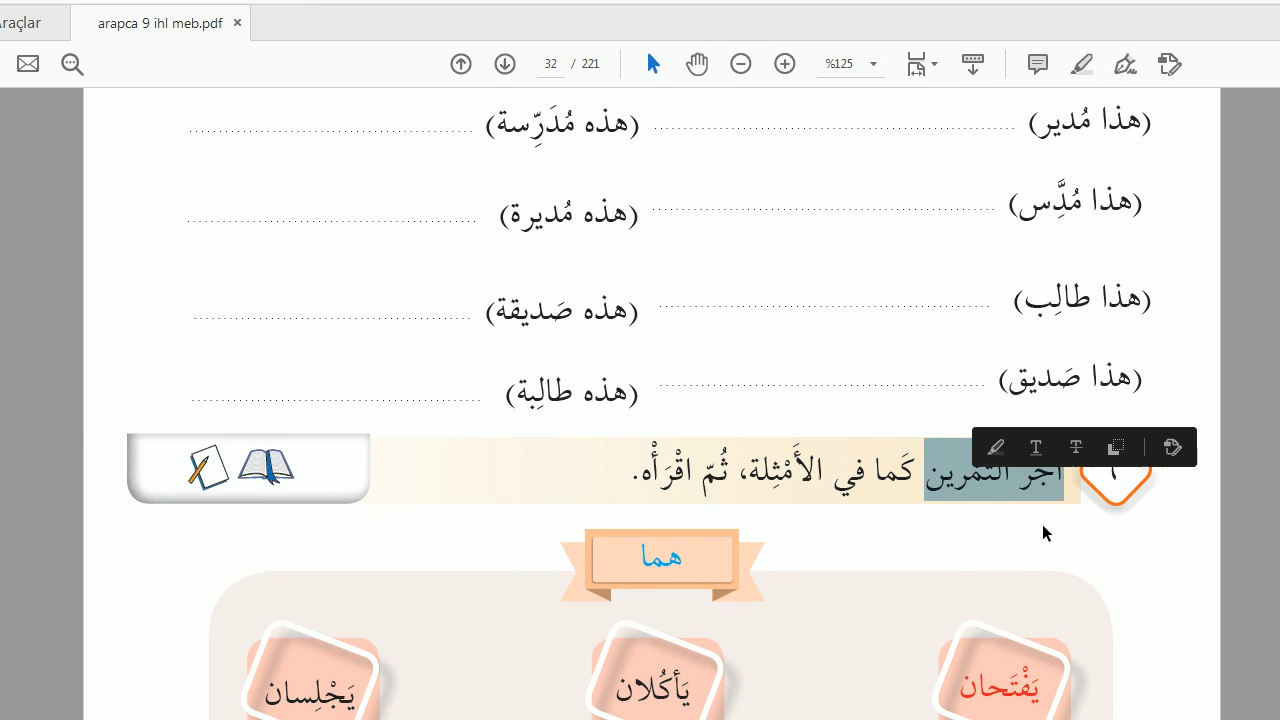 Araçlar
arapca 9 ihl meb.pdf ×
32 / 221
%125
(هذا مُدير) (هذه مُدَرِّسة)
(هذا مُدَِّس) (هذه مُديرة)
(هذا طالِب) (هذه صَديقة)
(هذا صَديق) (هذه طالِبة)
التمرين كَما في الأَمْثِلة، ثُمّ اقْرَأْه.
هما
يَفْتَحان
يَأكُلان
يَجْلِسان